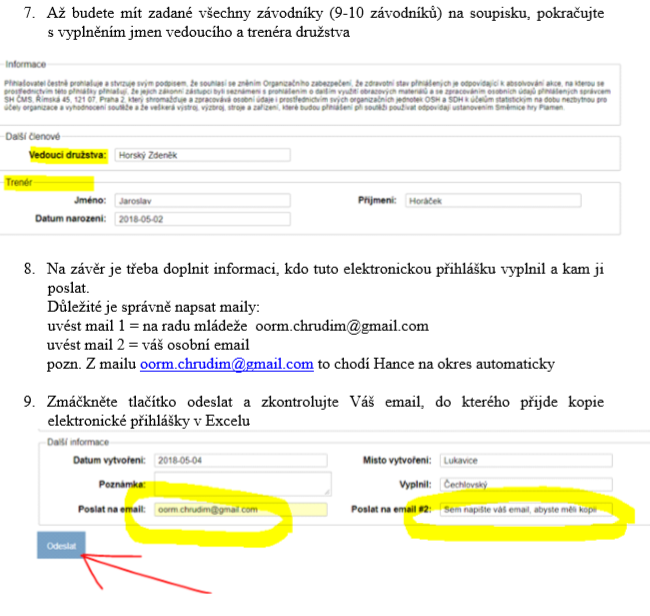 7. Až budete mít zadané všechny závodníky (9-10 závodníků) na soupisku, pokračujte
s vyplněním jmen vedoucího a trenéra družstva
Informace
Přihlašovatel čestně prohlašuje a stvrzuje svým podpisem, že souhlasí se zněním Organizačního zabezpečení, že zdravotní stav přihlášených je odpovídající k absolvování akce, na kterou se
prostřednictvím této přihlášky přihlašují, že jejich zákonní zástupci byli seznámeni s prohlášením o dalším využití obrazových materiálů a se zpracováním osobních údajů přihlášených správcem
SH ČMS, Římská 45, 121 07, Praha 2, který shromažďuje a zpracovává osobní údaje i prostřednictvím svých organizačních jednotek OSH a SDH k účelům statistickým na dobu nezbytnou pro
účely organizace a vyhodnocení soutěže a že veškerá výstroj, výzbroj, stroje a zařízení, které budou přihlášení při soutěži používat odpovídají ustanovením Směrnice hry Plamen.
Další členové
Vedoucí družstva: Horský Zdeněk
Trenér
Jméno: Jaroslav Příjmení: Horáček
Datum narození: 2018-05-02
8. Na závěr je třeba doplnit informaci, kdo tuto elektronickou přihlášku vyplnil a kam ji
poslat.
Důležité je správně napsat maily:
uvést mail 1 = na radu mládeže oorm.chrudim@gmail.com
uvést mail 2 = váš osobní email
pozn. Z mailu oorm.chrudim@gmail.com to chodí Hance na okres automaticky
9. Zmáčkněte tlačítko odeslat a zkontrolujte Váš email, do kterého přijde kopie
elektronické přihlášky v Excelu
Další informace
Datum vytvoření: 2018-05-04 Místo vytvoření: Lukavice
Poznámka: Vyplnil: Čechlovský
Poslat na email: oorm.chrudim@gmail.com Poslat na email #2: Sem napište váš email, abyste měli kopii
Odeslat